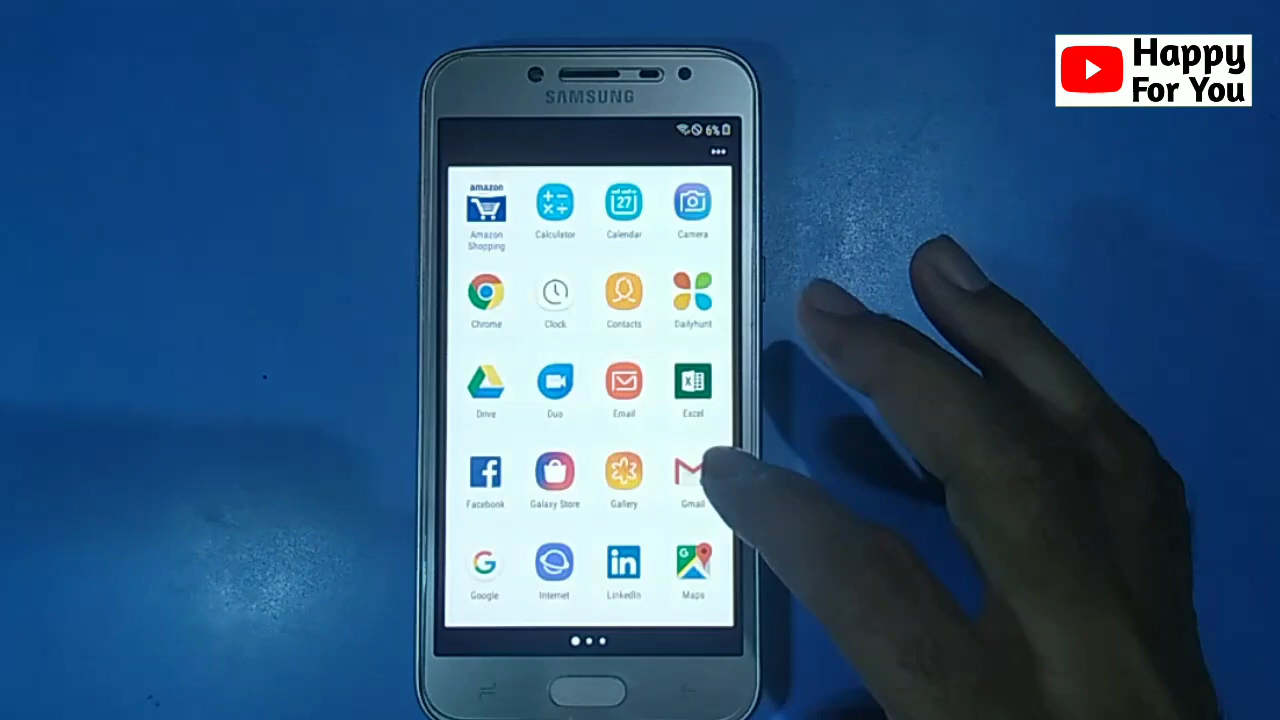 Happy
For You
SAMSUNG
6%
amazon
27
Amazon
Shopping
Calculator
Calendar
Camera
Chrome
Clock
Contacts
Dailyhunt
Drive
Duo
Email
Excel
Facebook
Galaxy Store
Gallery
Gmail
Google
Internet
LinkedIn
Maps